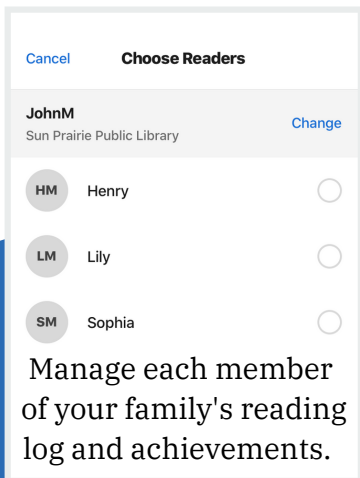 Cancel Choose Readers
JohnM
Sun Prairie Public Library
Change
HM Henry
LM Lily
SM Sophia
Manage each member
of your family's reading
log and achievements.